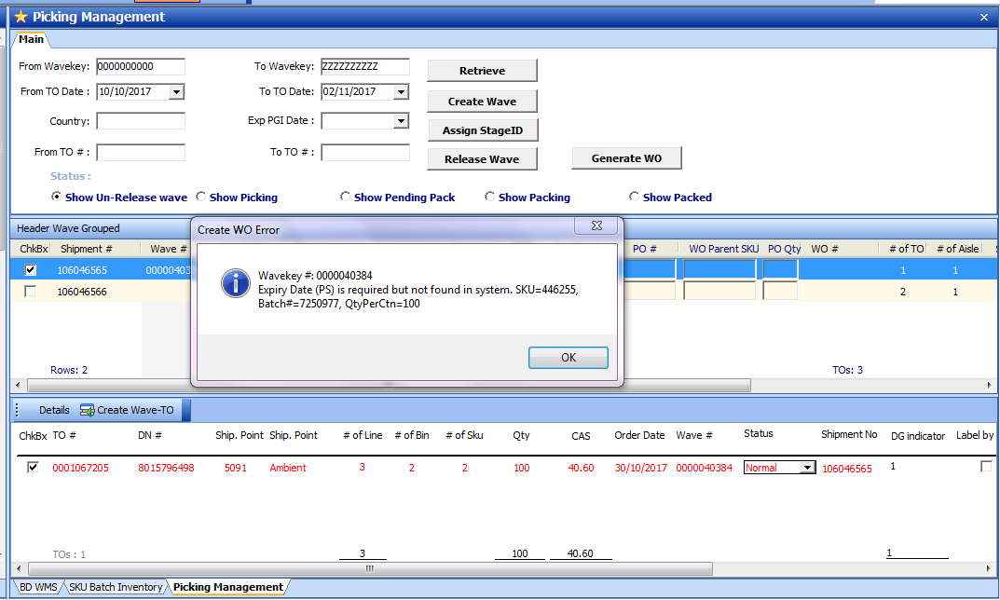 Picking Management
Main
From Wavekey: 0000000000 To Wavekey: ZZZZZZZZZZ Retrieve
From TO Date : 10/10/2017 To TO Date: 02/11/2017 Create Wave
Country: Exp PGI Date : Assign StageID
From TO # : To TO # : Release Wave Generate WO
Status :
Show Un-Release wave Show Picking Show Pending Pack Show Packing Show Packed
Header Wave Grouped
ChkBx Shipment # Wave # PO # WO Parent SKU PO Qty WO # # of TO # of Aisle
106046565 00000403 1 1
106046566 2 1
Create WO Error
Wavekey #: 0000040384
Expiry Date (PS) is required but not found in system. SKU=446255,
Batch#=7250977, QtyPerCtn=100
OK
Rows: 2 TOs: 3
Details Create Wave-TO
ChkBx TO # DN # Ship. Point Ship. Point # of Line # of Bin # of Sku Qty CAS Order Date Wave # Status Shipment No DG indicator Label by
0001067205 8015796498 5091 Ambient 3 2 2 100 40.60 30/10/2017 0000040384 Normal 106046565 1
TOs : 1 3 100 40.60 1
BD WMS SKU Batch Inventory Picking Management